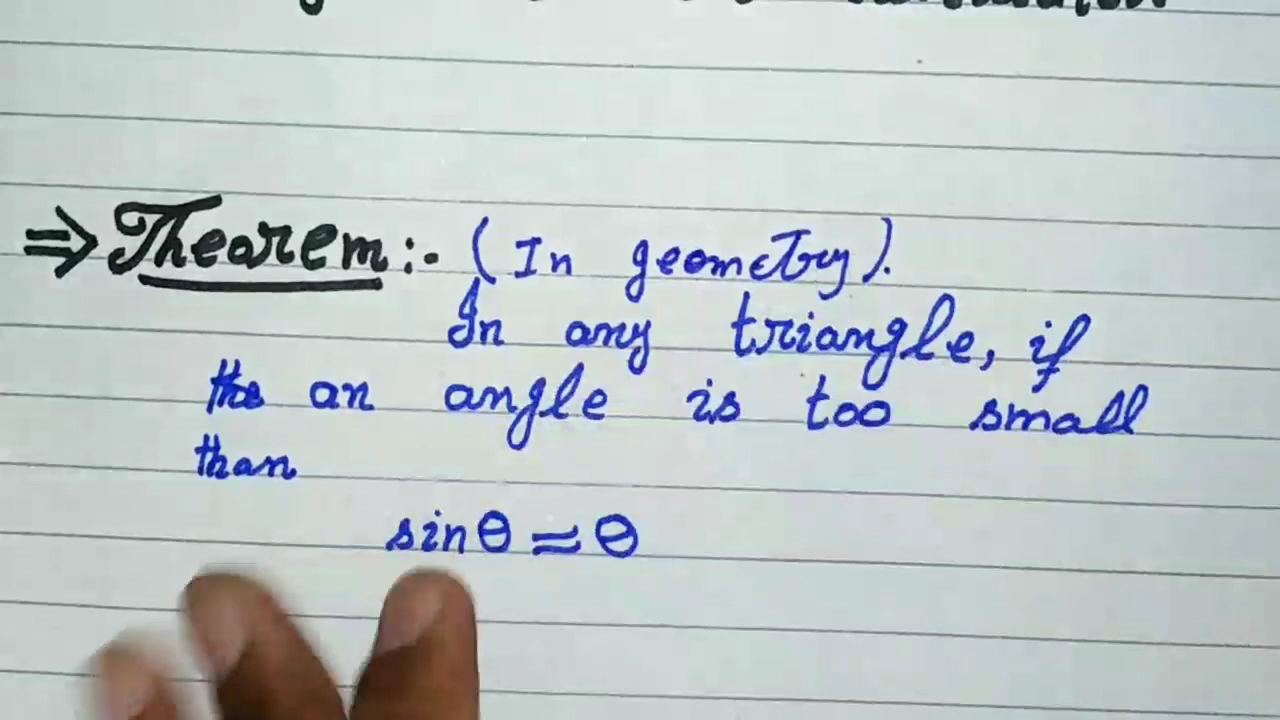 ⇒ Theorem:- (In geometry).
In any triangle, if
the an angle is too small
than
sinθ = θ